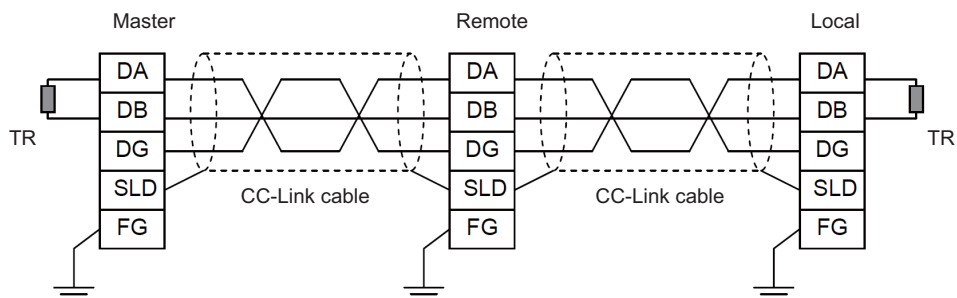 Master
Remote
Local
DA
DB
DG
SLD
FG
TR
CC-Link cable
DA
DB
DG
SLD
FG
CC-Link cable
DA
DB
DG
SLD
FG
TR